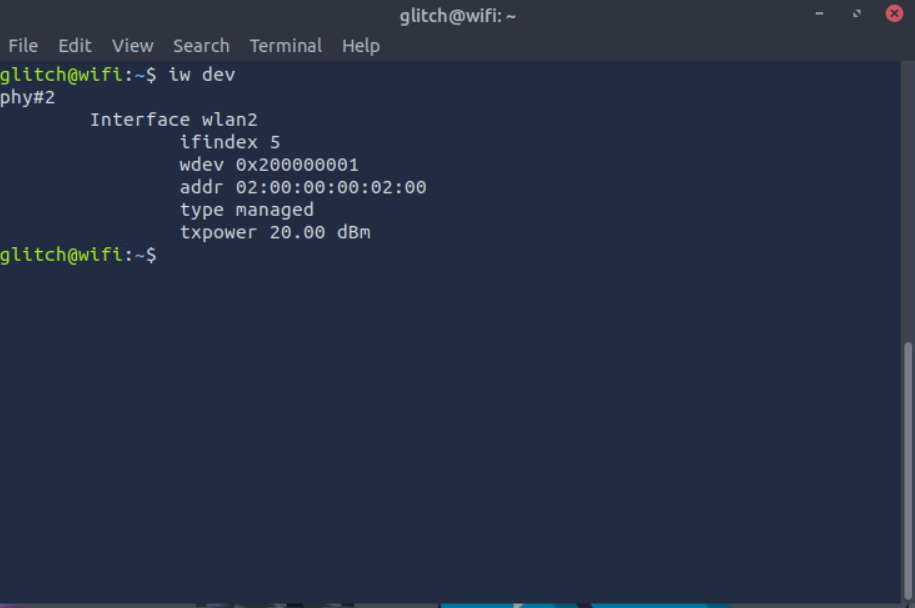 glitch@wifi: ~
File Edit View Search Terminal Help
glitch@wifi:~$ iw dev
phy#2
Interface wlan2
ifindex 5
wdev 0x200000001
addr 02:00:00:00:02:00
type managed
txpower 20.00 dBm
glitch@wifi:~$